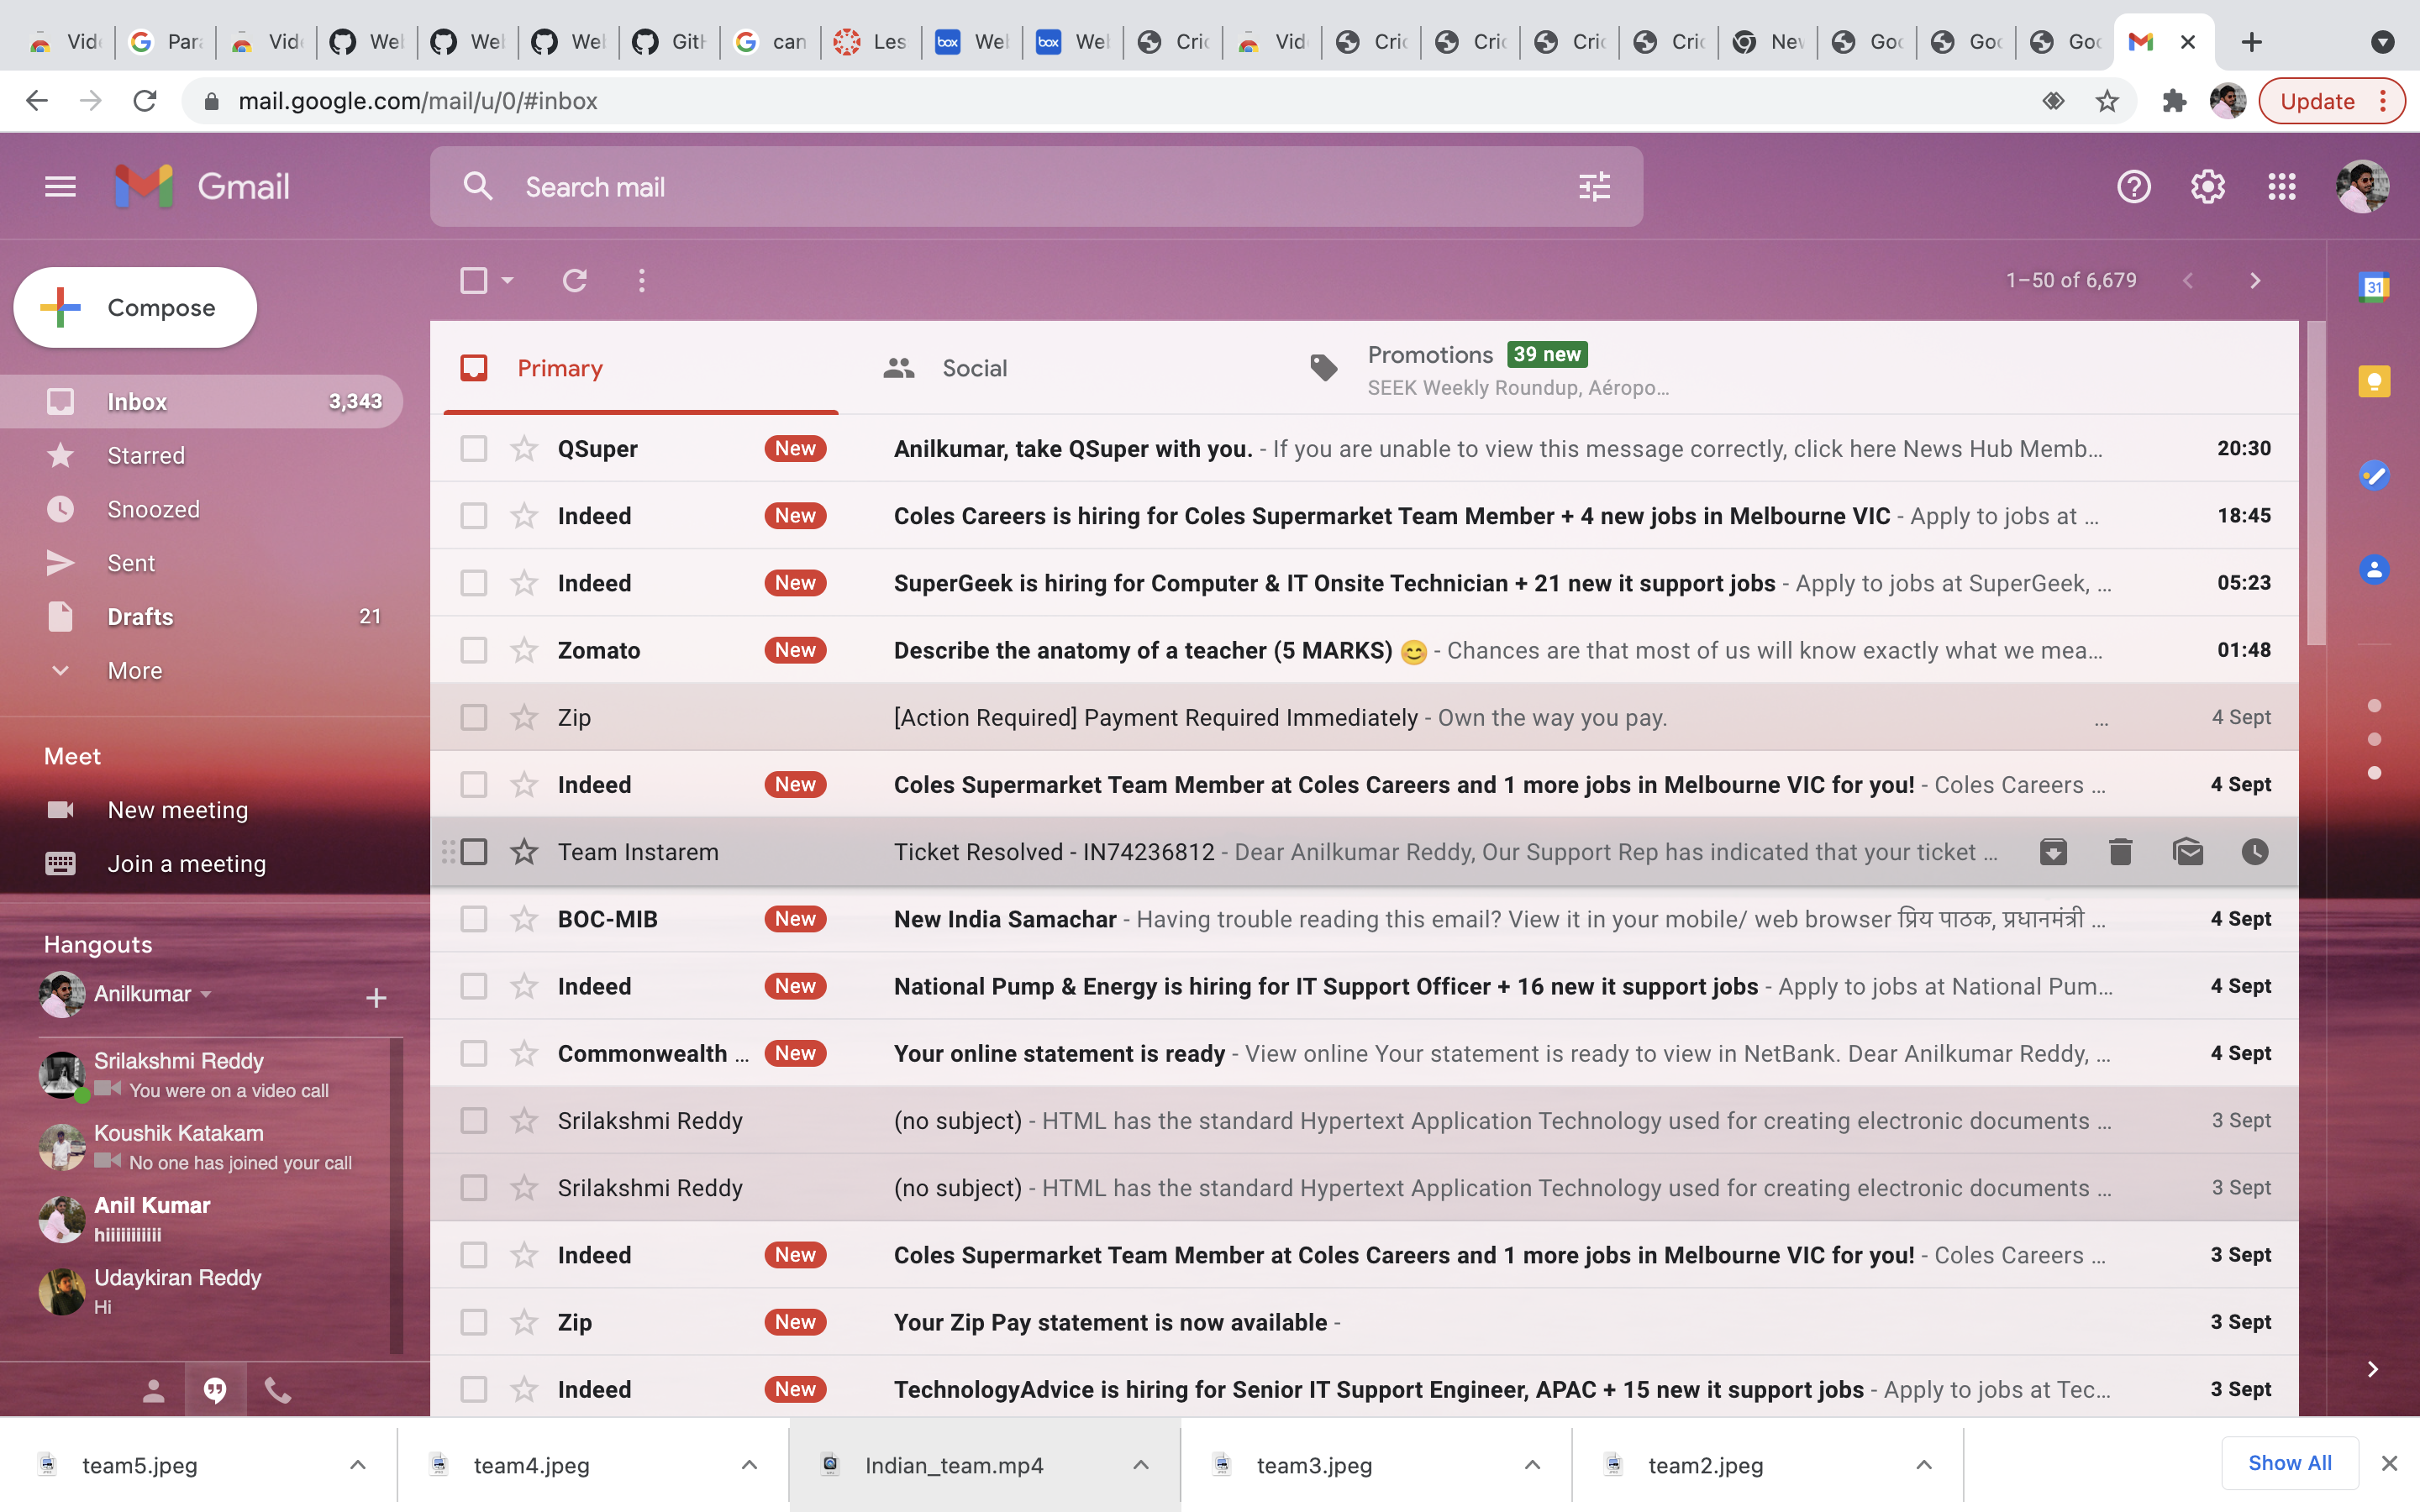 Vide
Para
Vide
Wel
Wel
Wel
GitH
can
Les
box
Wel
box
Wel
Cric
Vid
Cric
Cric
Cric
Cric
Nev
Goo
Goo
Goo
mail.google.com/mail/u/0/#inbox
Update
Gmail
Search mail
Compose
1–50 of 6,679
31
Inbox 3,343
Starred
Snoozed
Sent
Drafts 21
More
Meet
New meeting
Join a meeting
Hangouts
Anilkumar
Srilakshmi Reddy
You were on a video call
Koushik Katakam
No one has joined your call
Anil Kumar
hiiiiiiiiiii
Udaykiran Reddy
Hi
Primary
Social
Promotions 39 new
SEEK Weekly Roundup, Aéropo...
QSuper New Anilkumar, take QSuper with you. - If you are unable to view this message correctly, click here News Hub Memb... 20:30
Indeed New Coles Careers is hiring for Coles Supermarket Team Member + 4 new jobs in Melbourne VIC - Apply to jobs at ... 18:45
Indeed New SuperGeek is hiring for Computer & IT Onsite Technician + 21 new it support jobs - Apply to jobs at SuperGeek, ... 05:23
Zomato New Describe the anatomy of a teacher (5 MARKS) 😊 - Chances are that most of us will know exactly what we mea... 01:48
Zip [Action Required] Payment Required Immediately - Own the way you pay. ... 4 Sept
Indeed New Coles Supermarket Team Member at Coles Careers and 1 more jobs in Melbourne VIC for you! - Coles Careers ... 4 Sept
Team Instarem Ticket Resolved - IN74236812 - Dear Anilkumar Reddy, Our Support Rep has indicated that your ticket ...
BOC-MIB New New India Samachar - Having trouble reading this email? View it in your mobile/ web browser प्रिय पाठक, प्रधानमंत्री ... 4 Sept
Indeed New National Pump & Energy is hiring for IT Support Officer + 16 new it support jobs - Apply to jobs at National Pum... 4 Sept
Commonwealth ... New Your online statement is ready - View online Your statement is ready to view in NetBank. Dear Anilkumar Reddy, ... 4 Sept
Srilakshmi Reddy (no subject) - HTML has the standard Hypertext Application Technology used for creating electronic documents ... 3 Sept
Srilakshmi Reddy (no subject) - HTML has the standard Hypertext Application Technology used for creating electronic documents ... 3 Sept
Indeed New Coles Supermarket Team Member at Coles Careers and 1 more jobs in Melbourne VIC for you! - Coles Careers ... 3 Sept
Zip New Your Zip Pay statement is now available - 3 Sept
Indeed New TechnologyAdvice is hiring for Senior IT Support Engineer, APAC + 15 new it support jobs - Apply to jobs at Tec... 3 Sept
team5.jpeg
team4.jpeg
Indian_team.mp4
team3.jpeg
team2.jpeg
Show All